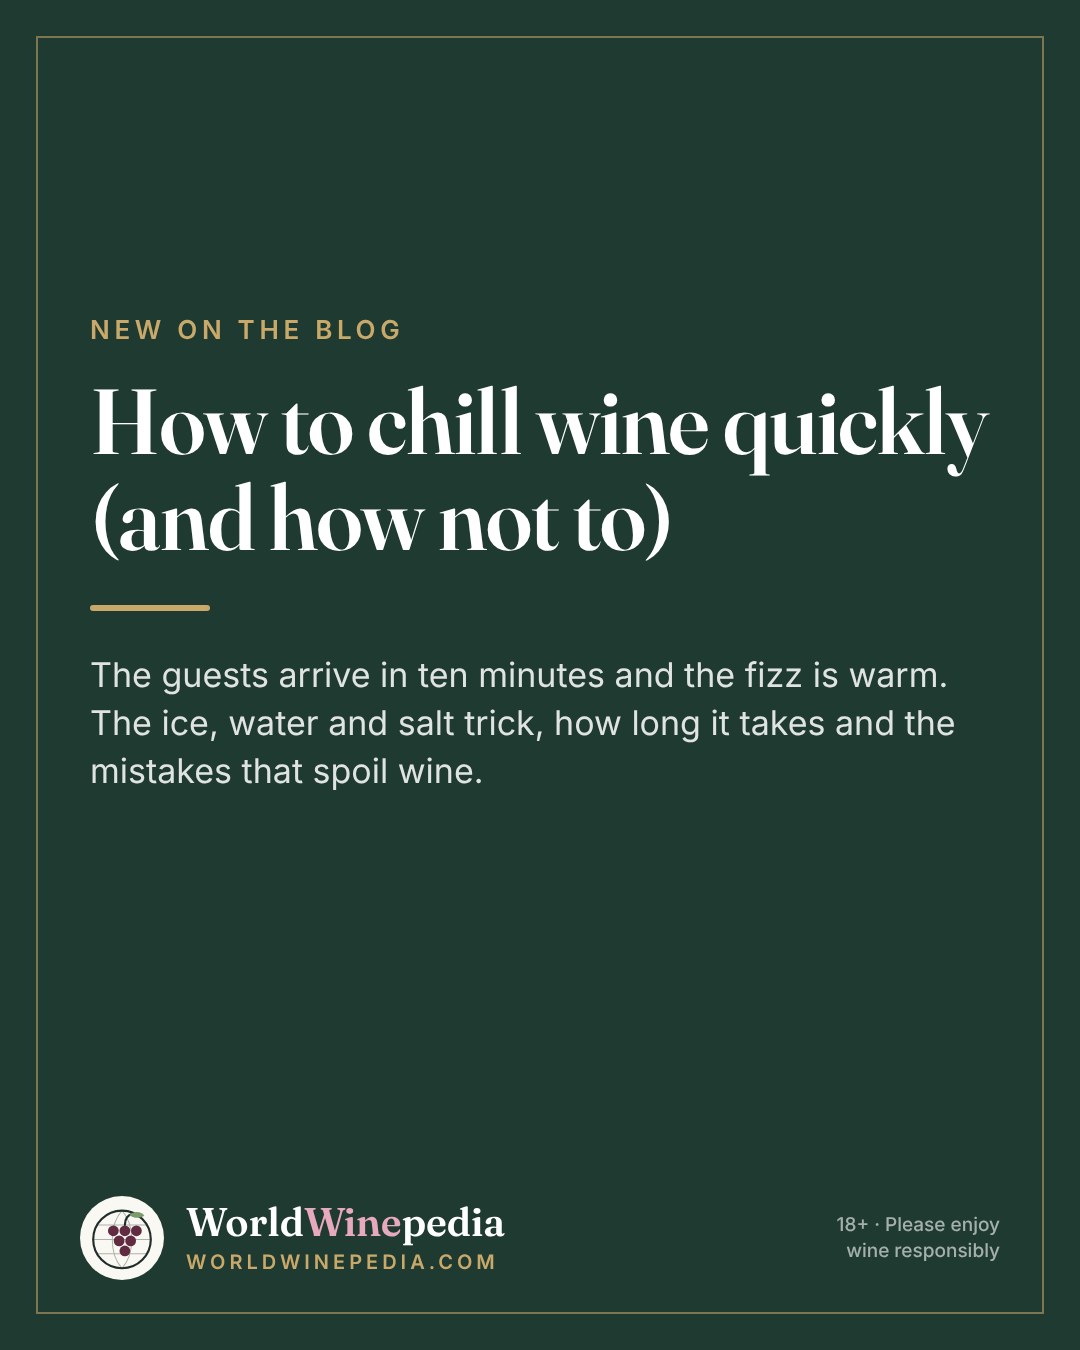 NEW ON THE BLOG
How to chill wine quickly
(and how not to)
The guests arrive in ten minutes and the fizz is warm.
The ice, water and salt trick, how long it takes and the
mistakes that spoil wine.
WorldWinepedia
WORLDWINEPEDIA.COM
18+ · Please enjoy
wine responsibly